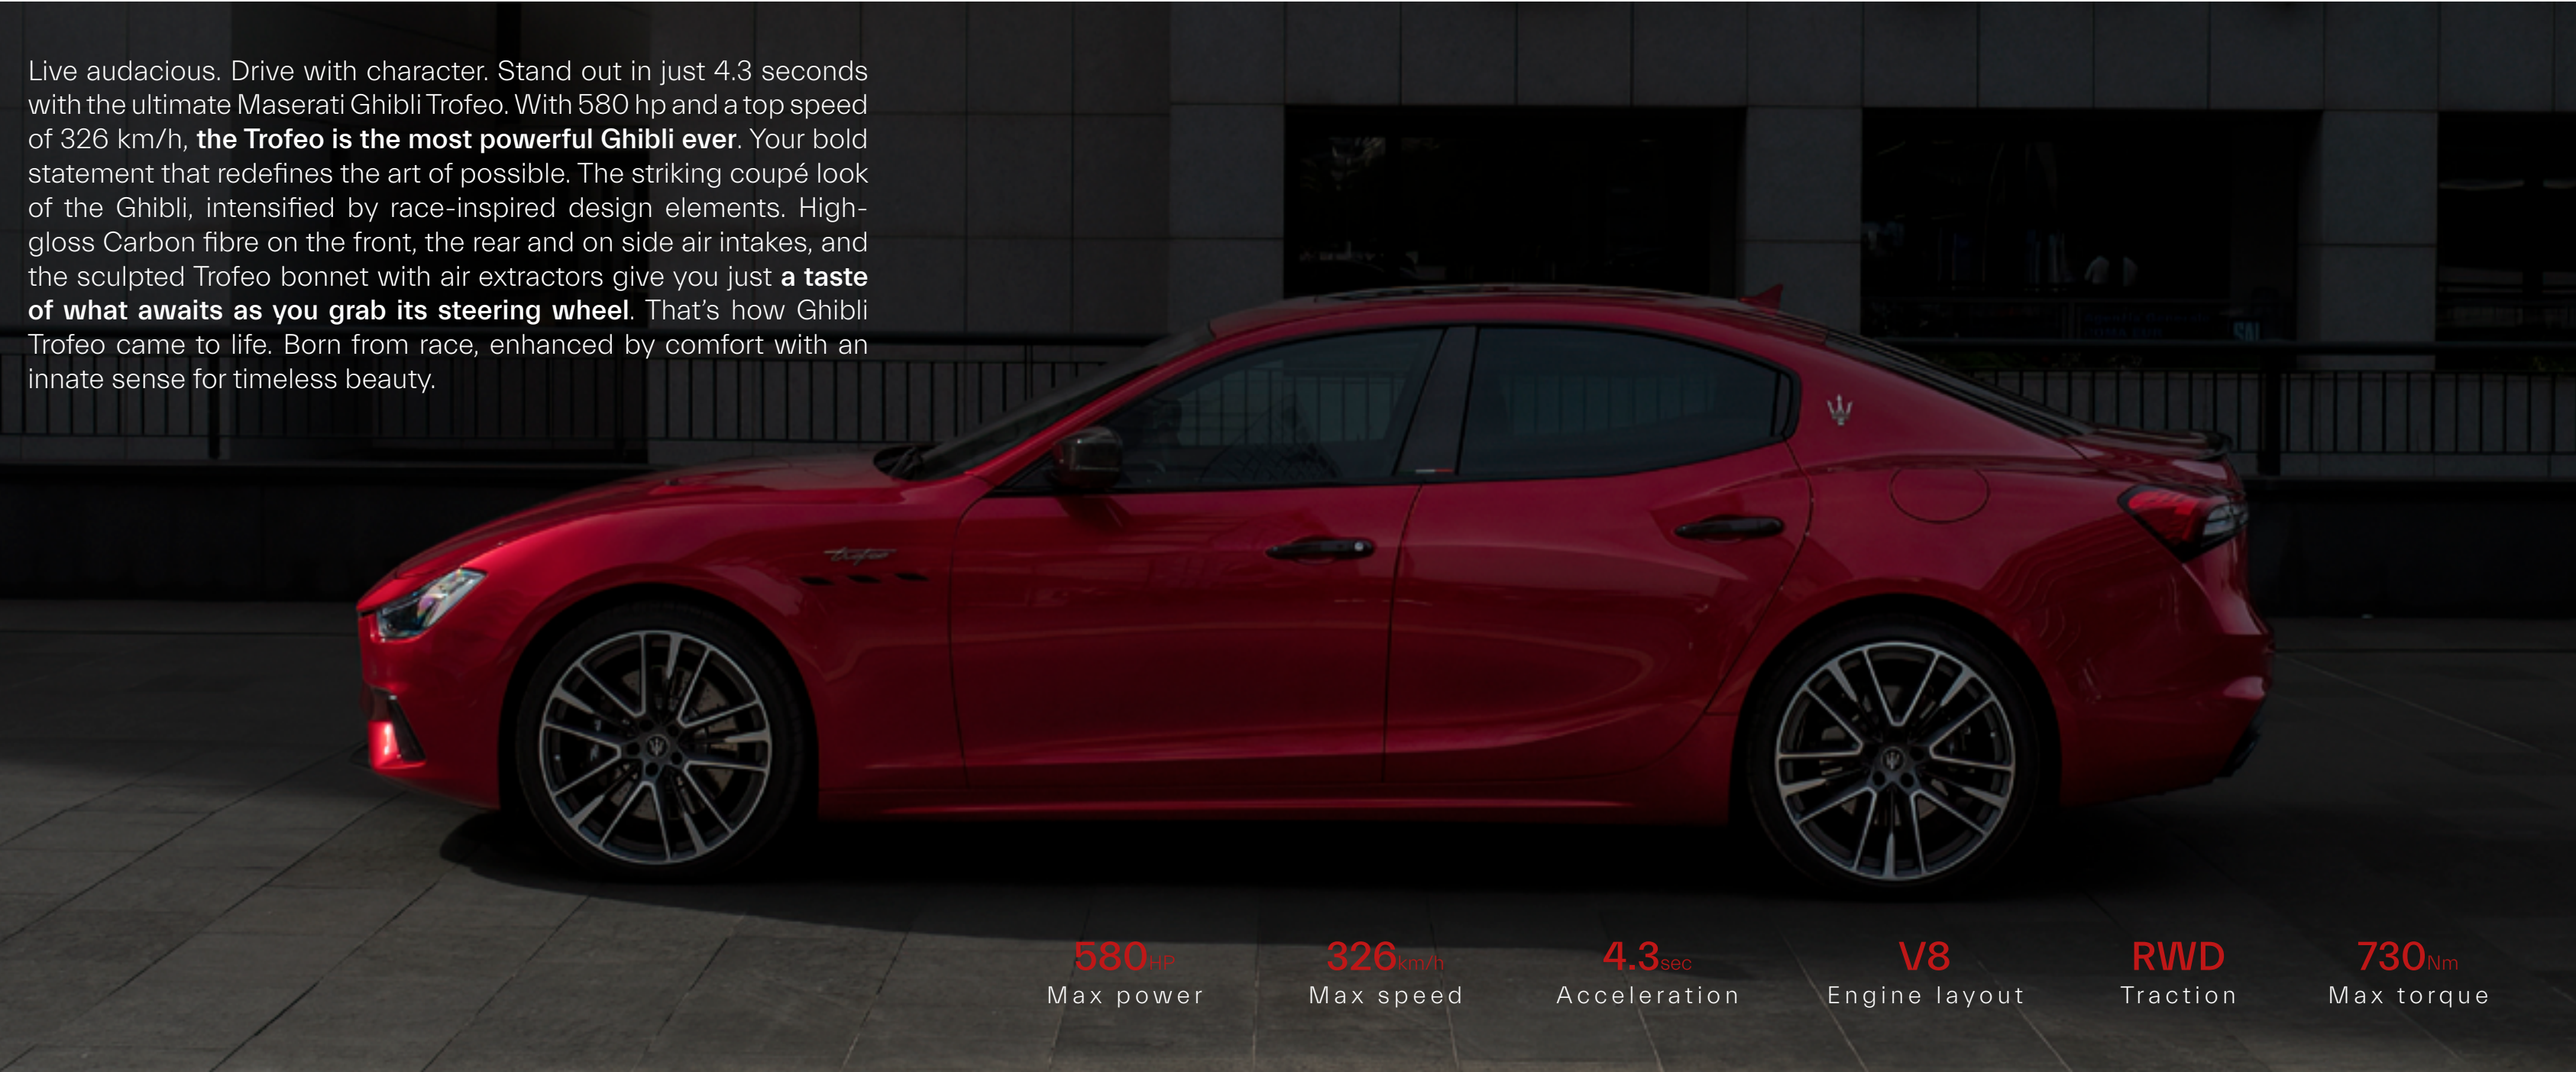 Live audacious. Drive with character. Stand out in just 4.3 seconds
with the ultimate Maserati Ghibli Trofeo. With 580 hp and a top speed
of 326 km/h, the Trofeo is the most powerful Ghibli ever. Your bold
statement that redefines the art of possible. The striking coupé look
of the Ghibli, intensified by race-inspired design elements. High-
gloss Carbon fibre on the front, the rear and on side air intakes, and
the sculpted Trofeo bonnet with air extractors give you just a taste
of what awaits as you grab its steering wheel. That’s how Ghibli
Trofeo came to life. Born from race, enhanced by comfort with an
innate sense for timeless beauty.
Trofeo
580HP 326km/h 4.3sec V8 RWD 730Nm
Max power Max speed Acceleration Engine layout Traction Max torque